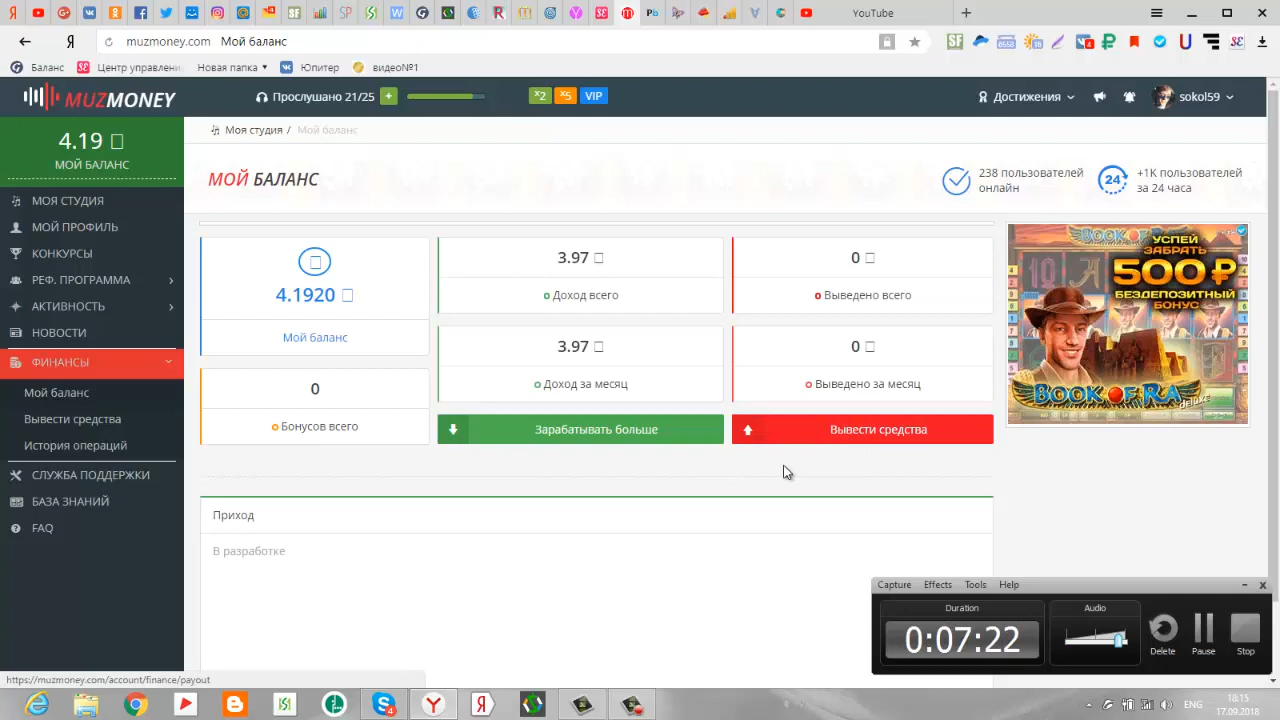 YouTube
muzmoney.com Мой баланс
Баланс
Центр управлени
Новая папка
Юпитер
видео№1
MUZMONEY
Прослушано 21/25
x2 x5 VIP
Достижения
sokol59
4.19
МОЙ БАЛАНС
Моя студия / Мой баланс
МОЙ БАЛАНС
238 пользователей
онлайн
24
+1K пользователей
за 24 часа
МОЯ СТУДИЯ
МОЙ ПРОФИЛЬ
КОНКУРСЫ
РЕФ. ПРОГРАММА
АКТИВНОСТЬ
НОВОСТИ
ФИНАНСЫ
Мой баланс
Вывести средства
История операций
СЛУЖБА ПОДДЕРЖКИ
БАЗА ЗНАНИЙ
FAQ
4.1920
Мой баланс
0
Бонусов всего
3.97
Доход всего
3.97
Доход за месяц
0
Выведено всего
0
Выведено за месяц
Зарабатывать больше
Вывести средства
BOOK OF RA
УСПЕЙ
ЗАБРАТЬ
500 ₽
БЕЗДЕПОЗИТНЫЙ
БОНУС
BOOK OF RA
deluxe
Приход
В разработке
Capture Effects Tools Help
Duration
0:07:22
Audio
Delete
Pause
Stop
https://muzmoney.com/account/finance/payout
ENG
18:15
17.09.2018